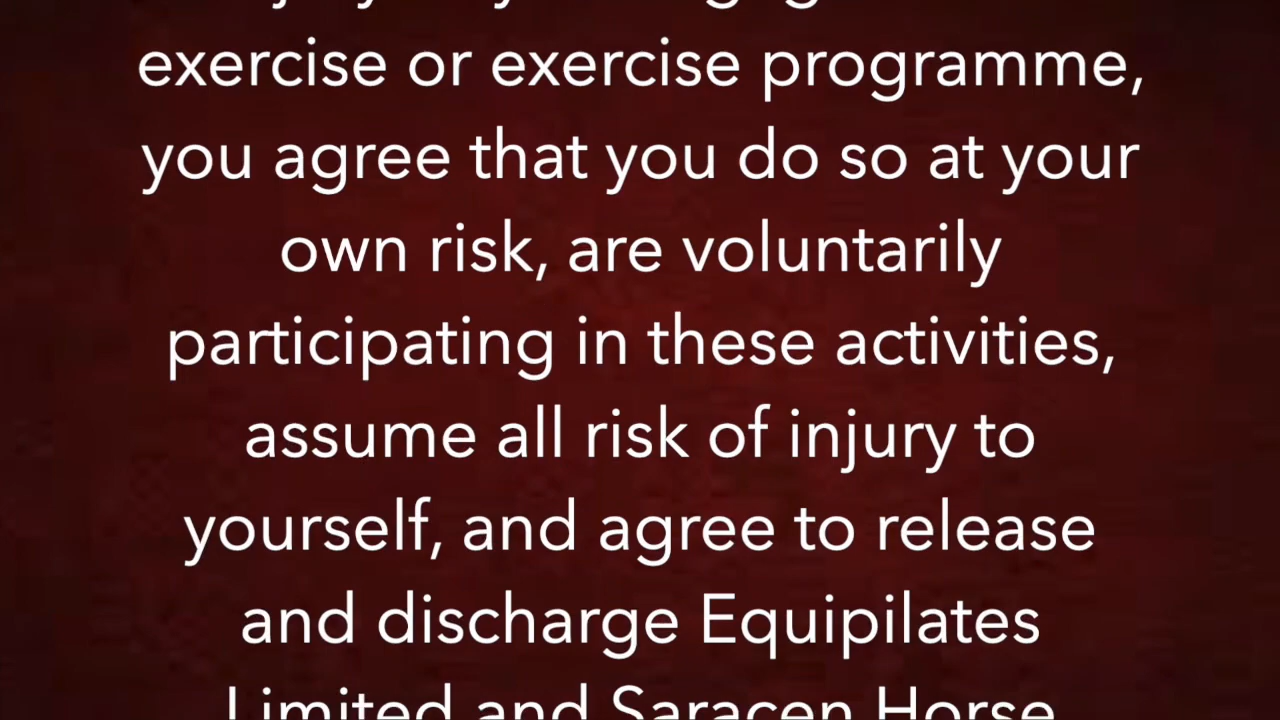 exercise or exercise programme,
you agree that you do so at your
own risk, are voluntarily
participating in these activities,
assume all risk of injury to
yourself, and agree to release
and discharge Equipilates
Limited and Saracen Horse